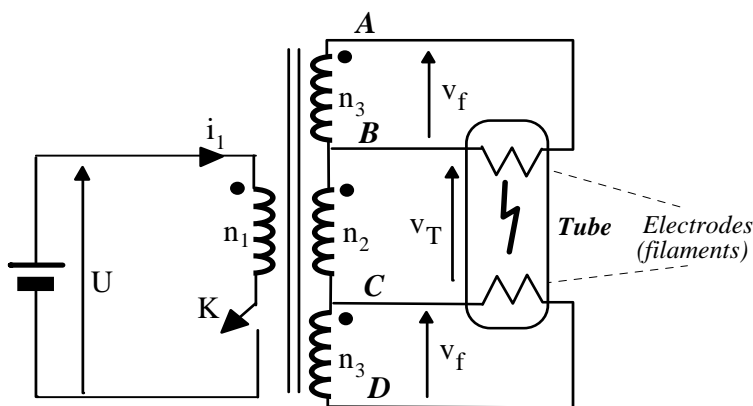 A
n3
vf
B
i1
n1
n2
vT
Tube
Electrodes
(filaments)
U
K
C
n3
vf
D